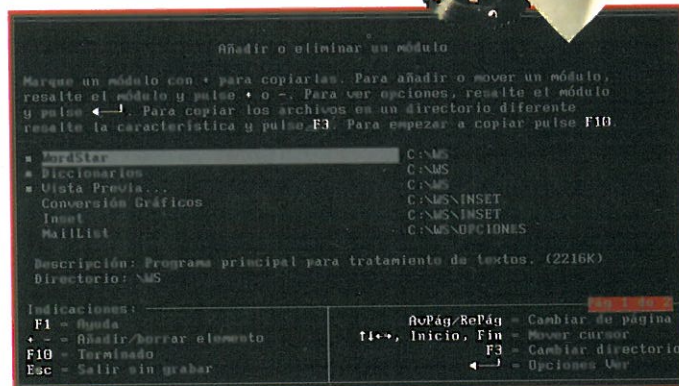 Añadir o eliminar un módulo
Marque un módulo con + para copiarlas. Para añadir o mover un módulo,
resalte el módulo y pulse + o -. Para ver opciones, resalte el módulo
y pulse ◄─┘. Para copiar los archivos en un directorio diferente
resalte la característica y pulse F3. Para empezar a copiar pulse F10.
■ WordStar C:\WS
■ Diccionarios C:\WS
■ Vista Previa... C:\WS
Conversión Gráficos C:\WS\INSET
Inset C:\WS\INSET
MailList C:\WS\OPCIONES
Descripción: Programa principal para tratamiento de textos. (2216K)
Directorio: \WS
Pág 1 de 2
Indicaciones:
F1 = Ayuda AvPág/RePág = Cambiar de página
+ - = Añadir/borrar elemento ↑↓←→, Inicio, Fin = Mover cursor
F10 = Terminado F3 = Cambiar directorio
Esc = Salir sin grabar ◄─┘ = Opciones Ver